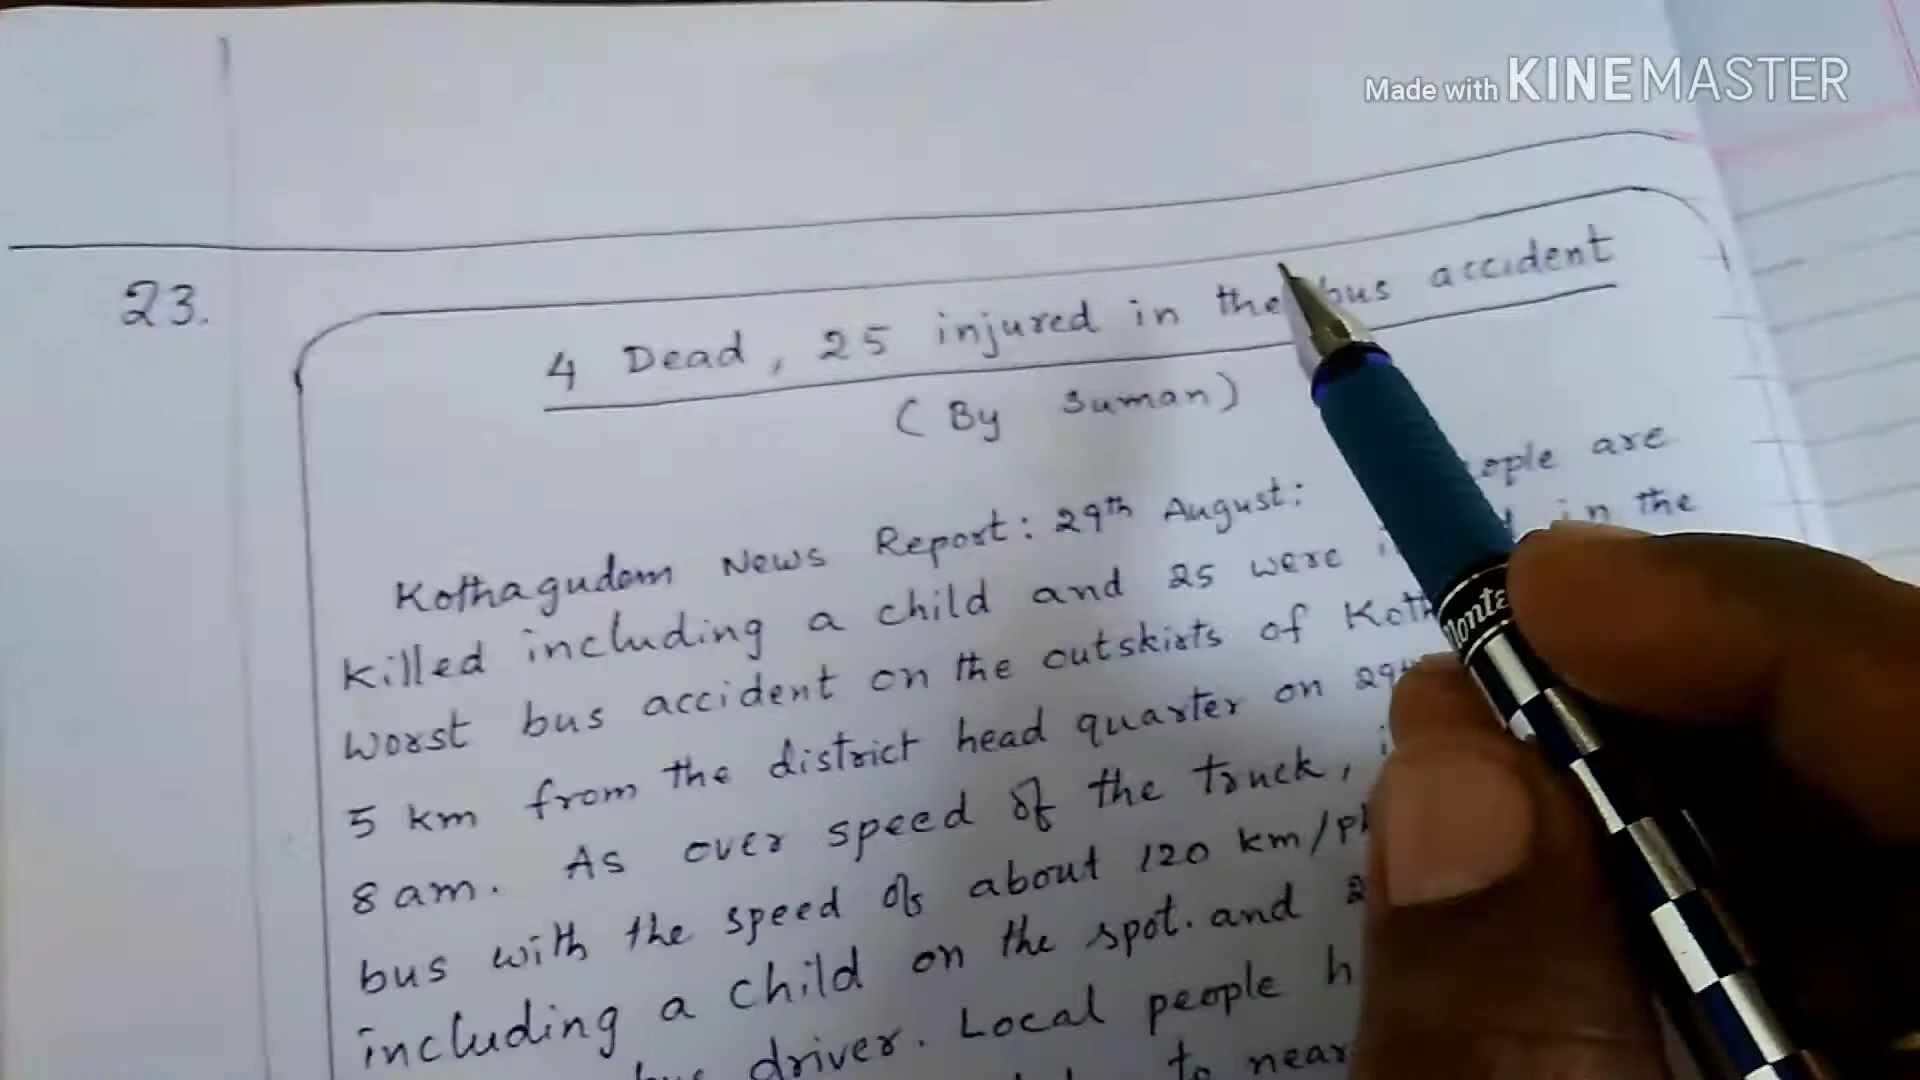 Made with KINEMASTER
23.
4 Dead, 25 injured in the bus accident
(By Suman)
Kothagudem News Report: 29th August: are
killed including a child and 25 were in the
worst bus accident on the outskirts of
5 km from the district head quarter on
8 am. As over speed of the truck,
bus with the speed of about 120 km/
including a child on the spot. and
driver. Local people
to